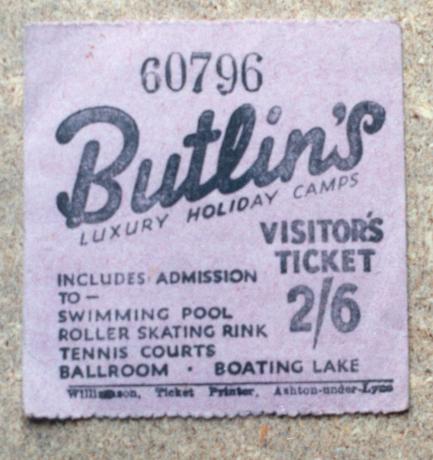 60796
Butlin's
LUXURY HOLIDAY CAMPS
VISITOR'S
TICKET
2/6
INCLUDES ADMISSION
TO —
SWIMMING POOL
ROLLER SKATING RINK
TENNIS COURTS
BALLROOM · BOATING LAKE
Williamson, Ticket Printer, Ashton-under-Lyne